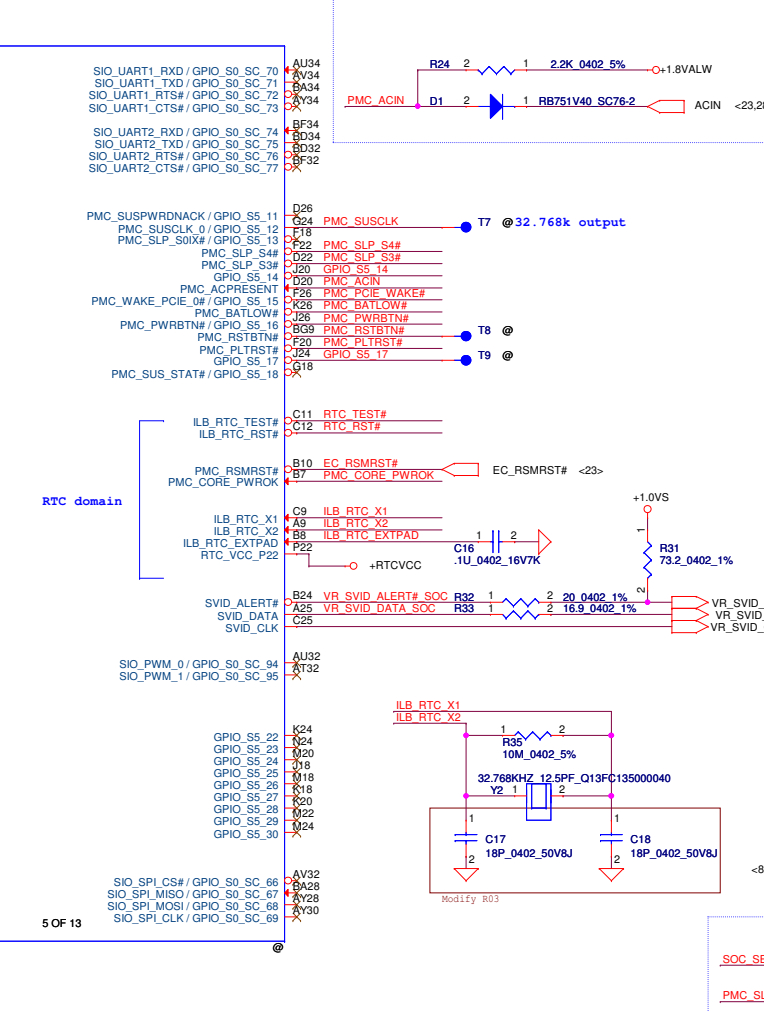 R24 2 1 2.2K_0402_5% +1.8VALW
PMC_ACIN D1 2 1 RB751V40_SC76-2 ACIN
SIO_UART1_RXD / GPIO_S0_SC_70 AU34
SIO_UART1_TXD / GPIO_S0_SC_71 AV34
SIO_UART1_RTS# / GPIO_S0_SC_72 BA34
SIO_UART1_CTS# / GPIO_S0_SC_73 AY34
SIO_UART2_RXD / GPIO_S0_SC_74 BF34
SIO_UART2_TXD / GPIO_S0_SC_75 BD34
SIO_UART2_RTS# / GPIO_S0_SC_76 BD32
SIO_UART2_CTS# / GPIO_S0_SC_77 BF32
PMC_SUSPWRDNACK / GPIO_S5_11 D26
PMC_SUSCLK_0 / GPIO_S5_12 G24 PMC_SUSCLK T7 @ 32.768k output
PMC_SLP_S0IX# / GPIO_S5_13 F18
PMC_SLP_S4# F22 PMC_SLP_S4#
PMC_SLP_S3# D22 PMC_SLP_S3#
GPIO_S5_14 J20 GPIO_S5_14
PMC_ACPRESENT D20 PMC_ACIN
PMC_WAKE_PCIE_0# / GPIO_S5_15 F26 PMC_PCIE_WAKE#
PMC_BATLOW# K26 PMC_BATLOW#
PMC_PWRBTN# / GPIO_S5_16 J26 PMC_PWRBTN#
PMC_RSTBTN# BG9 PMC_RSTBTN# T8 @
PMC_PLTRST# F20 PMC_PLTRST#
GPIO_S5_17 J24 GPIO_S5_17 T9 @
PMC_SUS_STAT# / GPIO_S5_18 G18
ILB_RTC_TEST# C11 RTC_TEST#
ILB_RTC_RST# C12 RTC_RST#
PMC_RSMRST# B10 EC_RSMRST# EC_RSMRST# <23>
PMC_CORE_PWROK B7 PMC_CORE_PWROK
RTC domain
+1.0VS
ILB_RTC_X1 C9 ILB_RTC_X1
ILB_RTC_X2 A9 ILB_RTC_X2
ILB_RTC_EXTPAD B8 ILB_RTC_EXTPAD 1 2
C16
.1U_0402_16V7K
1
R31
73.2_0402_1%
2
RTC_VCC_P22 P22 +RTCVCC
SVID_ALERT# B24 VR_SVID_ALERT#_SOC R32 1 2 20_0402_1% VR_SVID_
SVID_DATA A25 VR_SVID_DATA_SOC R33 1 2 16.9_0402_1% VR_SVID_
SVID_CLK C25 VR_SVID_
SIO_PWM_0 / GPIO_S0_SC_94 AU32
SIO_PWM_1 / GPIO_S0_SC_95 AT32
ILB_RTC_X1
ILB_RTC_X2
1 2
R35
10M_0402_5%
32.768KHZ_12.5PF_Q13FC135000040
Y2 1 2
1 1
C17 C18
18P_0402_50V8J 18P_0402_50V8J
2 2
Modify R03
GPIO_S5_22 K24
GPIO_S5_23 N24
GPIO_S5_24 M20
GPIO_S5_25 J18
GPIO_S5_26 M18
GPIO_S5_27 K18
GPIO_S5_28 K20
GPIO_S5_29 M22
GPIO_S5_30 M24
SIO_SPI_CS# / GPIO_S0_SC_66 AV32
SIO_SPI_MISO / GPIO_S0_SC_67 BA28
SIO_SPI_MOSI / GPIO_S0_SC_68 AY28
SIO_SPI_CLK / GPIO_S0_SC_69 AY30
5 OF 13
@
<8
SOC_SE
PMC_SL